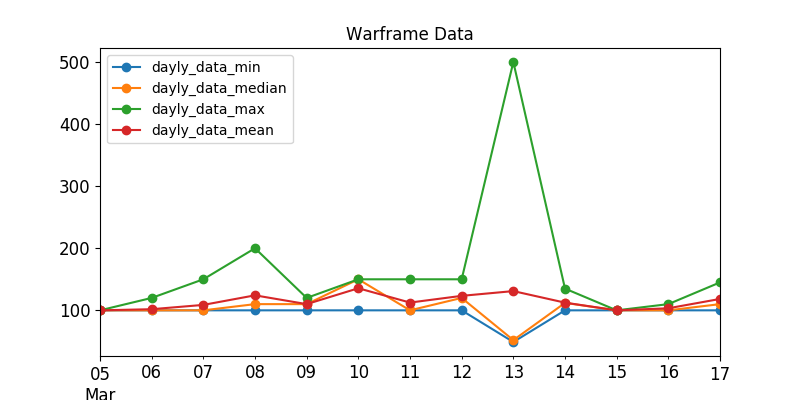 Warframe Data
dayly_data_min
dayly_data_median
dayly_data_max
dayly_data_mean
500
400
300
200
100
05 06 07 08 09 10 11 12 13 14 15 16 17
Mar